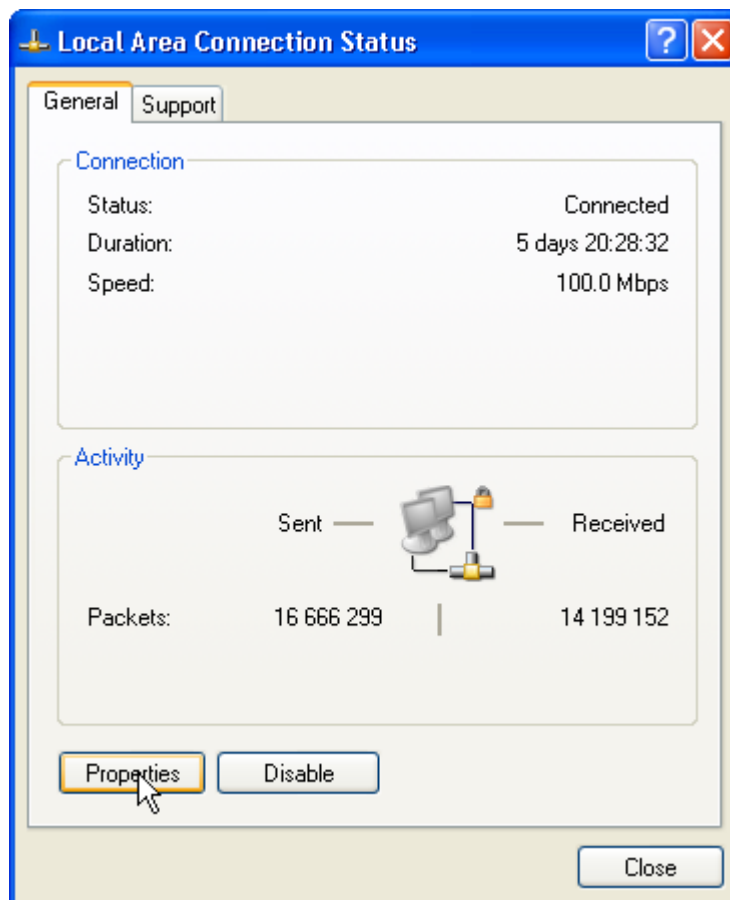 Local Area Connection Status
?
General Support
Connection
Status: Connected
Duration: 5 days 20:28:32
Speed: 100.0 Mbps
Activity
Sent Received
Packets: 16 666 299 14 199 152
Properties Disable
Close